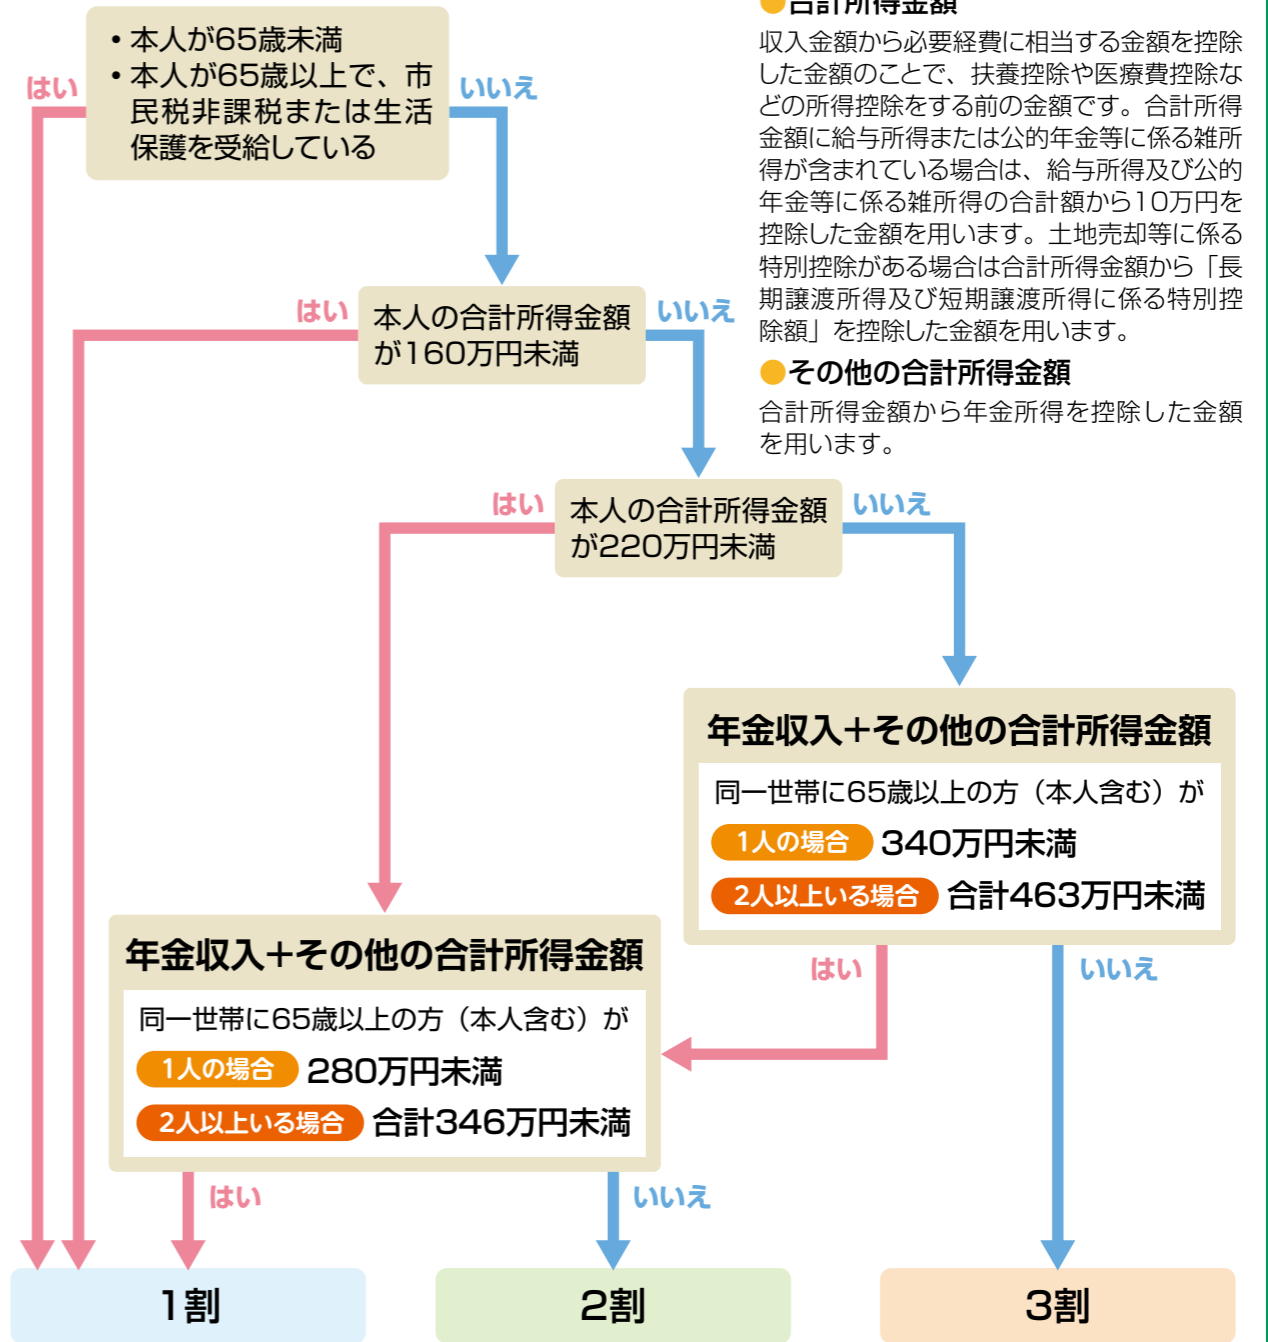 ●合計所得金額
収入金額から必要経費に相当する金額を控除
した金額のことで、扶養控除や医療費控除な
どの所得控除をする前の金額です。合計所得
金額に給与所得または公的年金等に係る雑所
得が含まれている場合は、給与所得及び公的
年金等に係る雑所得の合計額から10万円を
控除した金額を用います。土地売却等に係る
特別控除がある場合は合計所得金額から「長
期譲渡所得及び短期譲渡所得に係る特別控
除額」を控除した金額を用います。
●その他の合計所得金額
合計所得金額から年金所得を控除した金額
を用います。
・本人が65歳未満
・本人が65歳以上で、市
民税非課税または生活
保護を受給している
はい
いいえ
本人の合計所得金額
が160万円未満
はい
いいえ
本人の合計所得金額
が220万円未満
はい
いいえ
年金収入+その他の合計所得金額
同一世帯に65歳以上の方（本人含む）が
1人の場合 340万円未満
2人以上いる場合 合計463万円未満
はい
いいえ
年金収入+その他の合計所得金額
同一世帯に65歳以上の方（本人含む）が
1人の場合 280万円未満
2人以上いる場合 合計346万円未満
はい
いいえ
1割
2割
3割